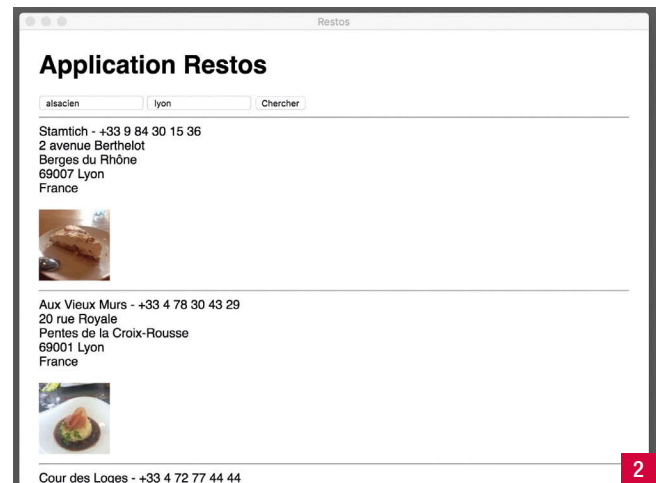 Restos
Application Restos
alsacien lyon Chercher
Stamtich - +33 9 84 30 15 36
2 avenue Berthelot
Berges du Rhône
69007 Lyon
France
Aux Vieux Murs - +33 4 78 30 43 29
20 rue Royale
Pentes de la Croix-Rousse
69001 Lyon
France
Cour des Loges - +33 4 72 77 44 44
2